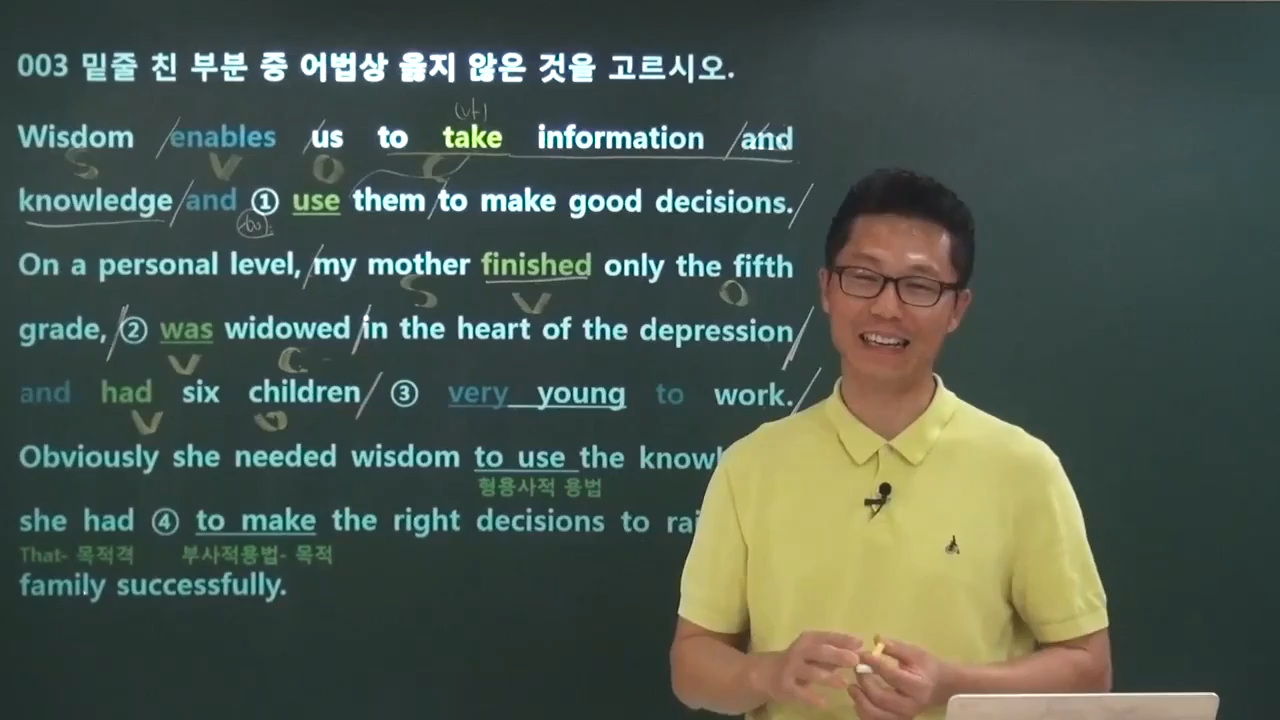 003 밑줄 친 부분 중 어법상 옳지 않은 것을 고르시오.
(바)
Wisdom enables us to take information and
S V O C
knowledge and ① use them to make good decisions.
On a personal level, my mother finished only the fifth
S V O
grade, ② was widowed in the heart of the depression
V C
and had six children ③ very young to work.
V O
Obviously she needed wisdom to use the
형용사적 용법
she had ④ to make the right decisions to
That- 목적격 부사적용법- 목적
family successfully.